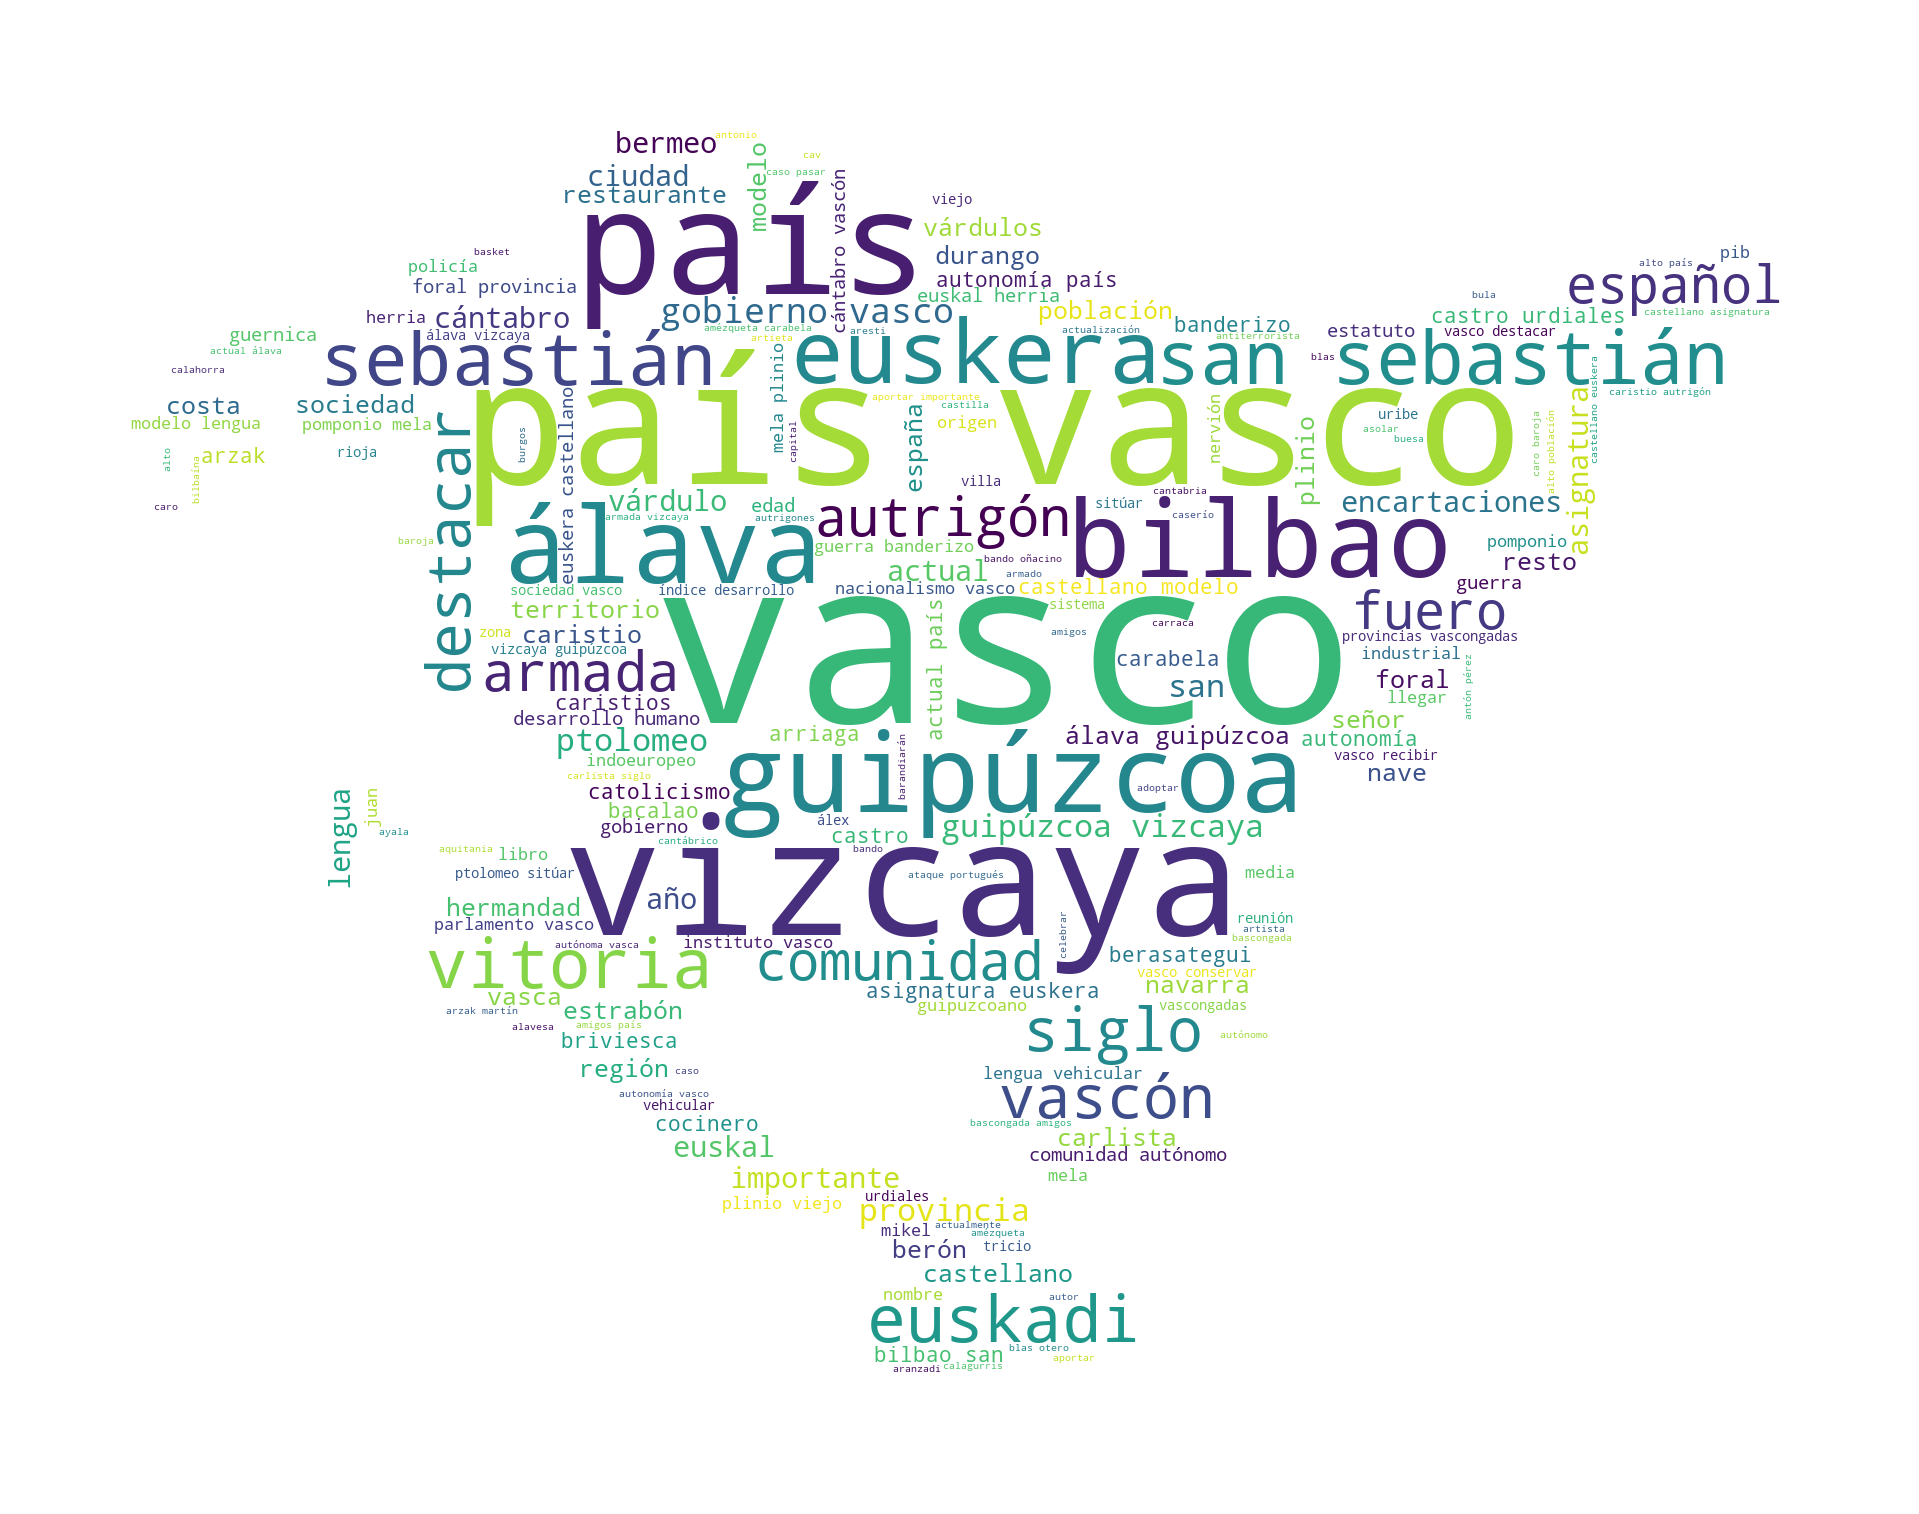 bermeo
antonio
cav
ciudad
modelo
caso pasar
restaurante
país
cántabro vascón
viejo
várdulos
durango
autonomía país
euskal herria
basket
policía
foral provincia
herria
cántabro
álava vizcaya
gobierno vasco
población
amézqueta carabela
artieta
aresti
actualización
banderizo
antiterrorista
pib
alto país
español
bula
castellano asignatura
castro urdiales
estatuto
vasco destacar
blas
guernica
actual álava
calahorra
sebastián
euskera
san
sebastián
castellano euskera
caristio autrigón
costa
sociedad
modelo lengua
pomponio mela
arzak
rioja
alto
bilbaína
caro
baroja
destacar
país vasco
burgos
euskera castellano
mela plinio
capital
aportar importante
castilla
origen
españa
nervión
uribe
asolar
buesa
plinio
caro baroja
alto población
asignatura
várdulo
edad
villa
armada vizcaya
autrigones
álava
autrigón
sitúar
cantabria
caserío
bilbao
encartaciones
pomponio
resto
guerra
guerra banderizo
bando oñacino
actual
armado
sociedad vasco
índice desarrollo
nacionalismo vasco
castellano modelo
fuero
territorio
zona
caristio
vizcaya guipúzcoa
vasco
actual país
sistema
amigos
carraca
provincias vascongadas
industrial
armada
carabela
san
foral
llegar
antón pérez
caristios
desarrollo humano
ptolomeo
arriaga
álava guipúzcoa
señor
autonomía
indoeuropeo
vasco recibir
nave
carlista siglo
guipúzcoa
barandiarán
adoptar
catolicismo
bacalao
gobierno
álex
castro
guipúzcoa vizcaya
lengua
juan
ayala
cantábrico
bando
aquitania
libro
ptolomeo sitúar
vizcaya
ataque portugués
media
año
hermandad
parlamento vasco
autónoma vasca
instituto vasco
celebrar
reunión
artista
bascongada
vitoria
comunidad
berasategui
vasco conservar
navarra
vasca
asignatura euskera
guipuzcoano
vascongadas
arzak martín
estrabón
alavesa
amigos país
briviesca
siglo
autónomo
región
caso
lengua vehicular
autonomía vasco
vehicular
vascón
cocinero
bascongada amigos
euskal
carlista
comunidad autónomo
importante
mela
plinio viejo
urdiales
provincia
mikel
actualmente
amézqueta
berón
tricio
castellano
nombre
autor
euskadi
bilbao san
blas otero
aportar
aranzadi
calagurris